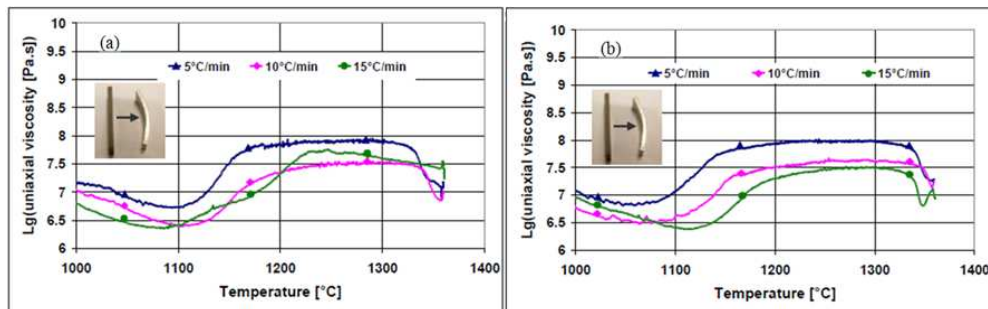 (a)
Lg(uniaxial viscosity [Pa.s]
10
9.5
9
8.5
8
7.5
7
6.5
6
5°C/min 10°C/min 15°C/min
1000 1100 1200 1300 1400
Temperature [°C]
(b)
Lg(uniaxial viscosity [Pa.s]
10
9.5
9
8.5
8
7.5
7
6.5
6
5°C/min 10°C/min 15°C/min
1000 1100 1200 1300 1400
Temperature [°C]